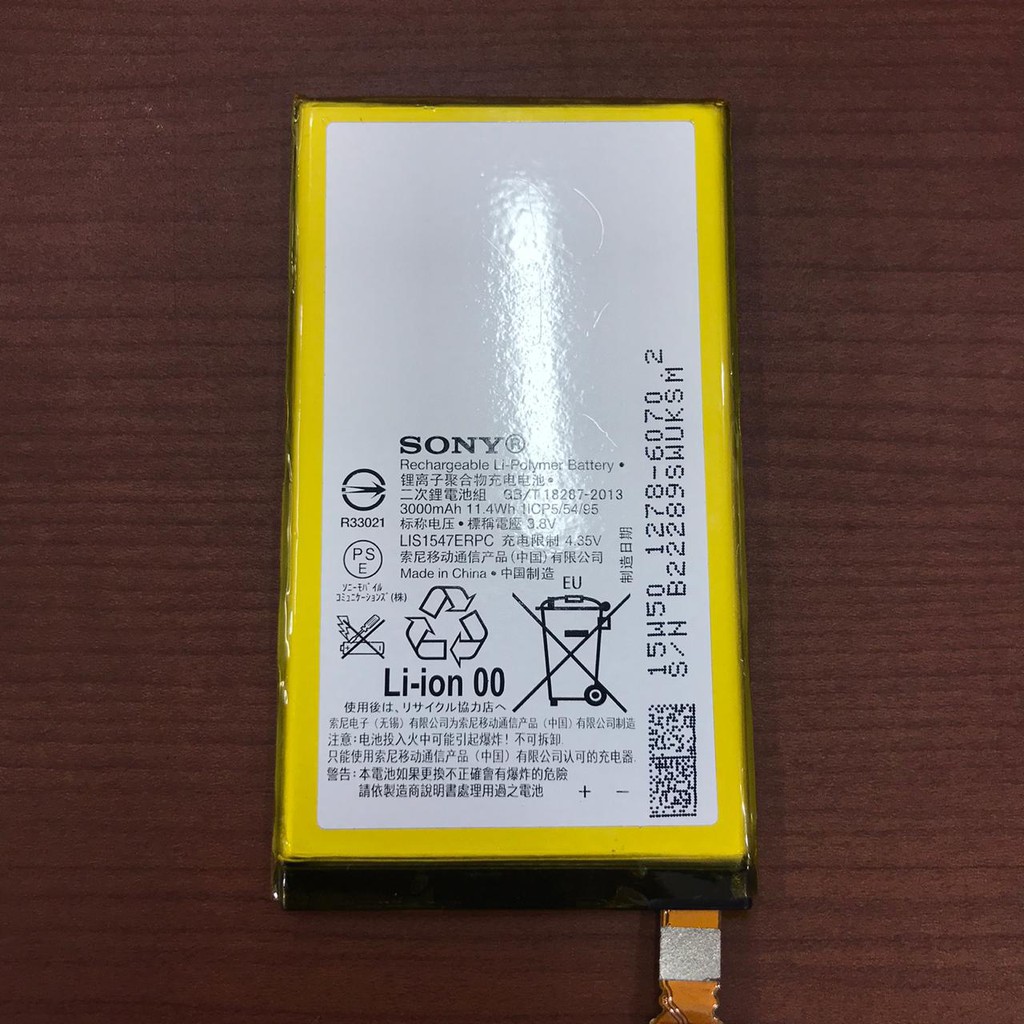 SONY®
Rechargeable Li-Polymer Battery •
锂离子聚合物充电电池 •
二次鋰電池組 GB/T 18287-2013
3000mAh 11.4Wh 1ICP5/54/95
标称电压 • 標稱電壓 3.8V
LIS1547ERPC 充电限制 4.35V
索尼移动通信产品 (中国) 有限公司
Made in China • 中国制造
R33021
PS
E
ソニーモバイル
コミュニケーションズ (株)
EU
Li-ion 00
使用後は、リサイクル協力店へ
索尼电子（无锡）有限公司为索尼移动通信产品（中国）有限公司制造
注意: 电池投入火中可能引起爆炸！不可拆卸.
只能使用索尼移动通信产品（中国）有限公司认可的充电器.
警告: 本電池如果更換不正確會有爆炸的危險
請依製造商說明書處理用過之電池 + −
制造日期
15W50 1278-6070.2
S/N B22289SWUKSM